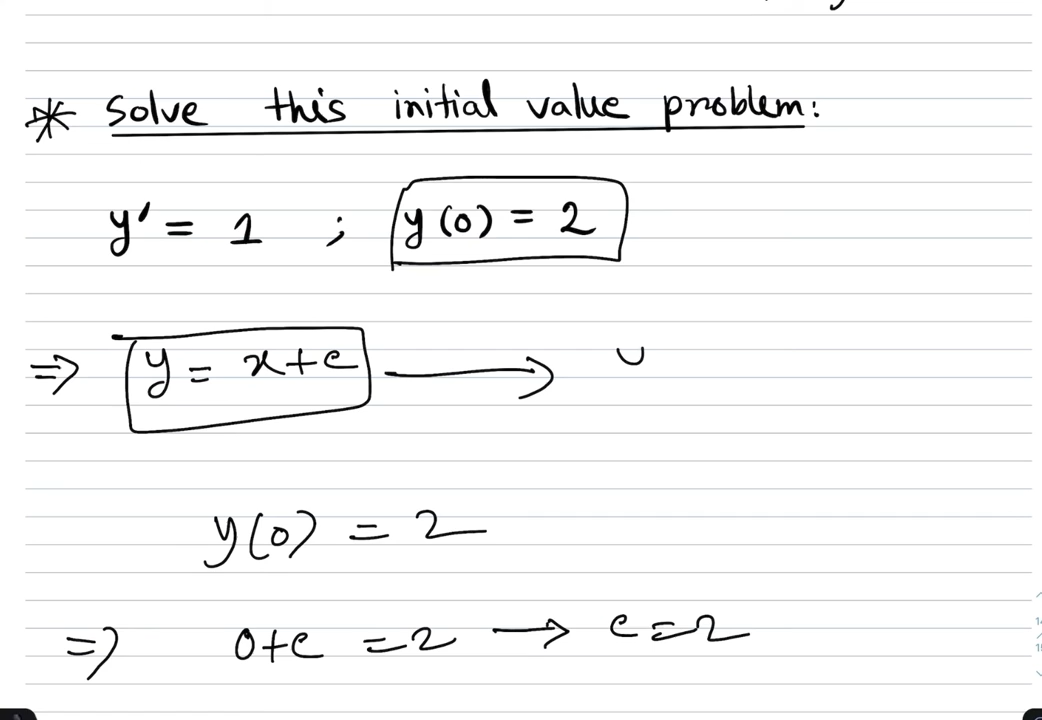 * Solve this initial value problem:
y' = 1 ; y(0) = 2
⇒ y = x+c ⟶
y(0) = 2
⇒ 0+c = 2 → c = 2